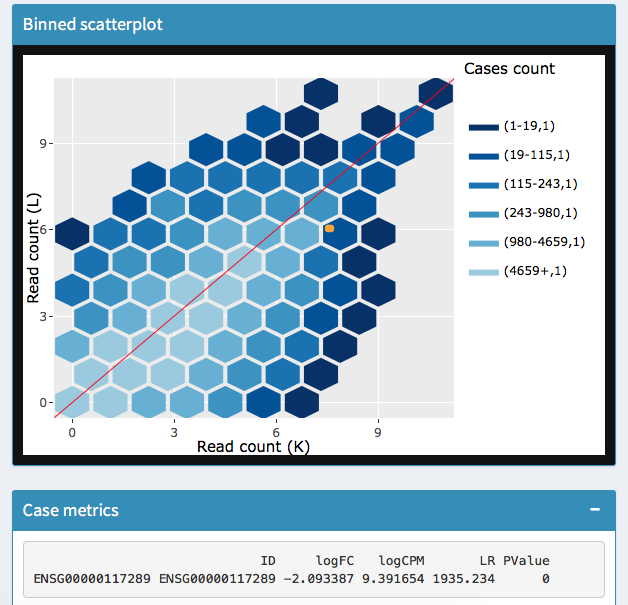 Binned scatterplot
Cases count
(1-19,1)
(19-115,1)
(115-243,1)
(243-980,1)
(980-4659,1)
(4659+,1)
Read count (L)
9
6
3
0
0 3 6 9
Read count (K)
Case metrics
ID logFC logCPM LR PValue
ENSG00000117289 ENSG00000117289 −2.093387 9.391654 1935.234 0